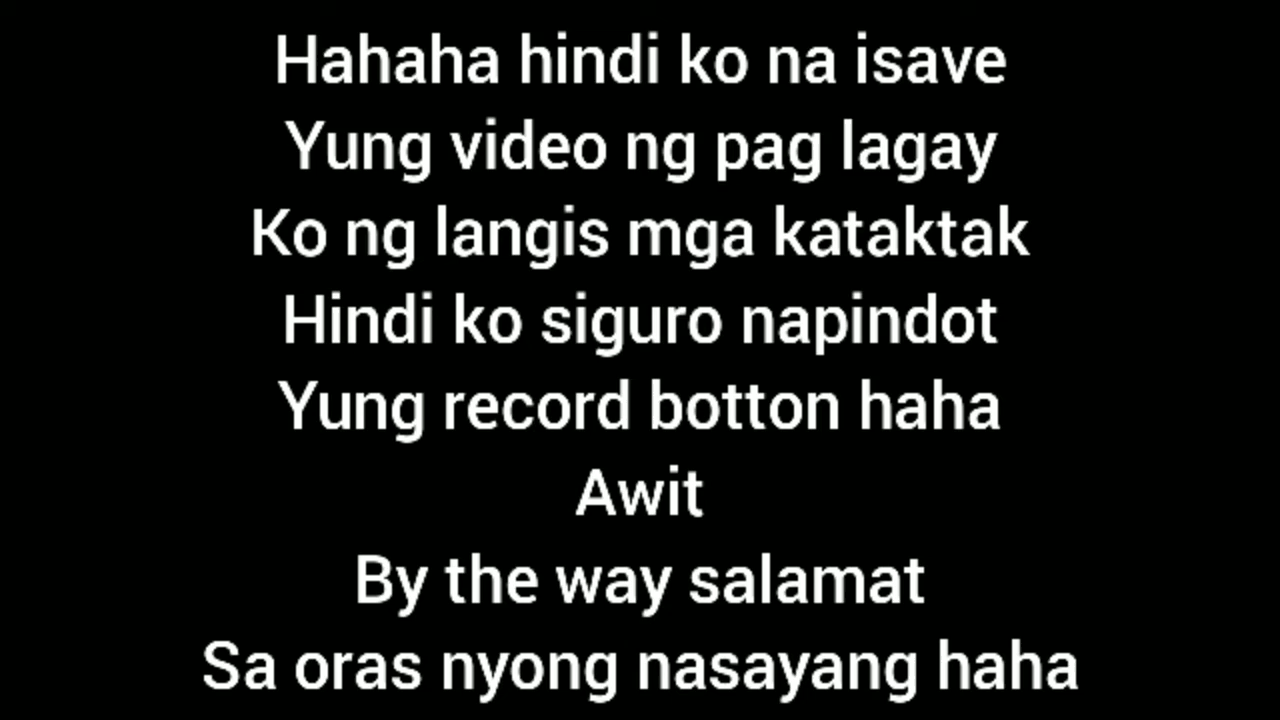 Hahaha hindi ko na isave
Yung video ng pag lagay
Ko ng langis mga kataktak
Hindi ko siguro napindot
Yung record botton haha
Awit
By the way salamat
Sa oras nyong nasayang haha